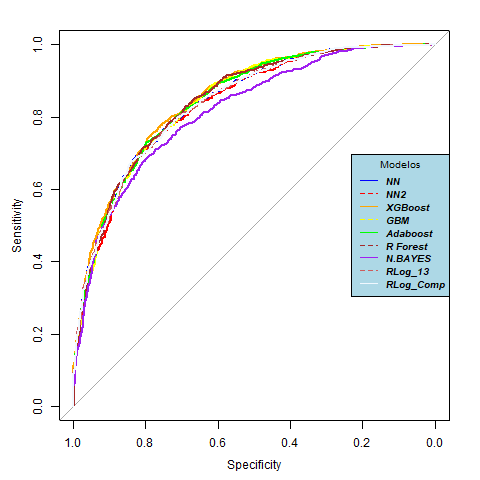 1.0
0.8
0.6
0.4
0.2
0.0
Sensitivity
Modelos
NN
NN2
XGBoost
GBM
Adaboost
R Forest
N.BAYES
RLog_13
RLog_Comp
1.0 0.8 0.6 0.4 0.2 0.0
Specificity